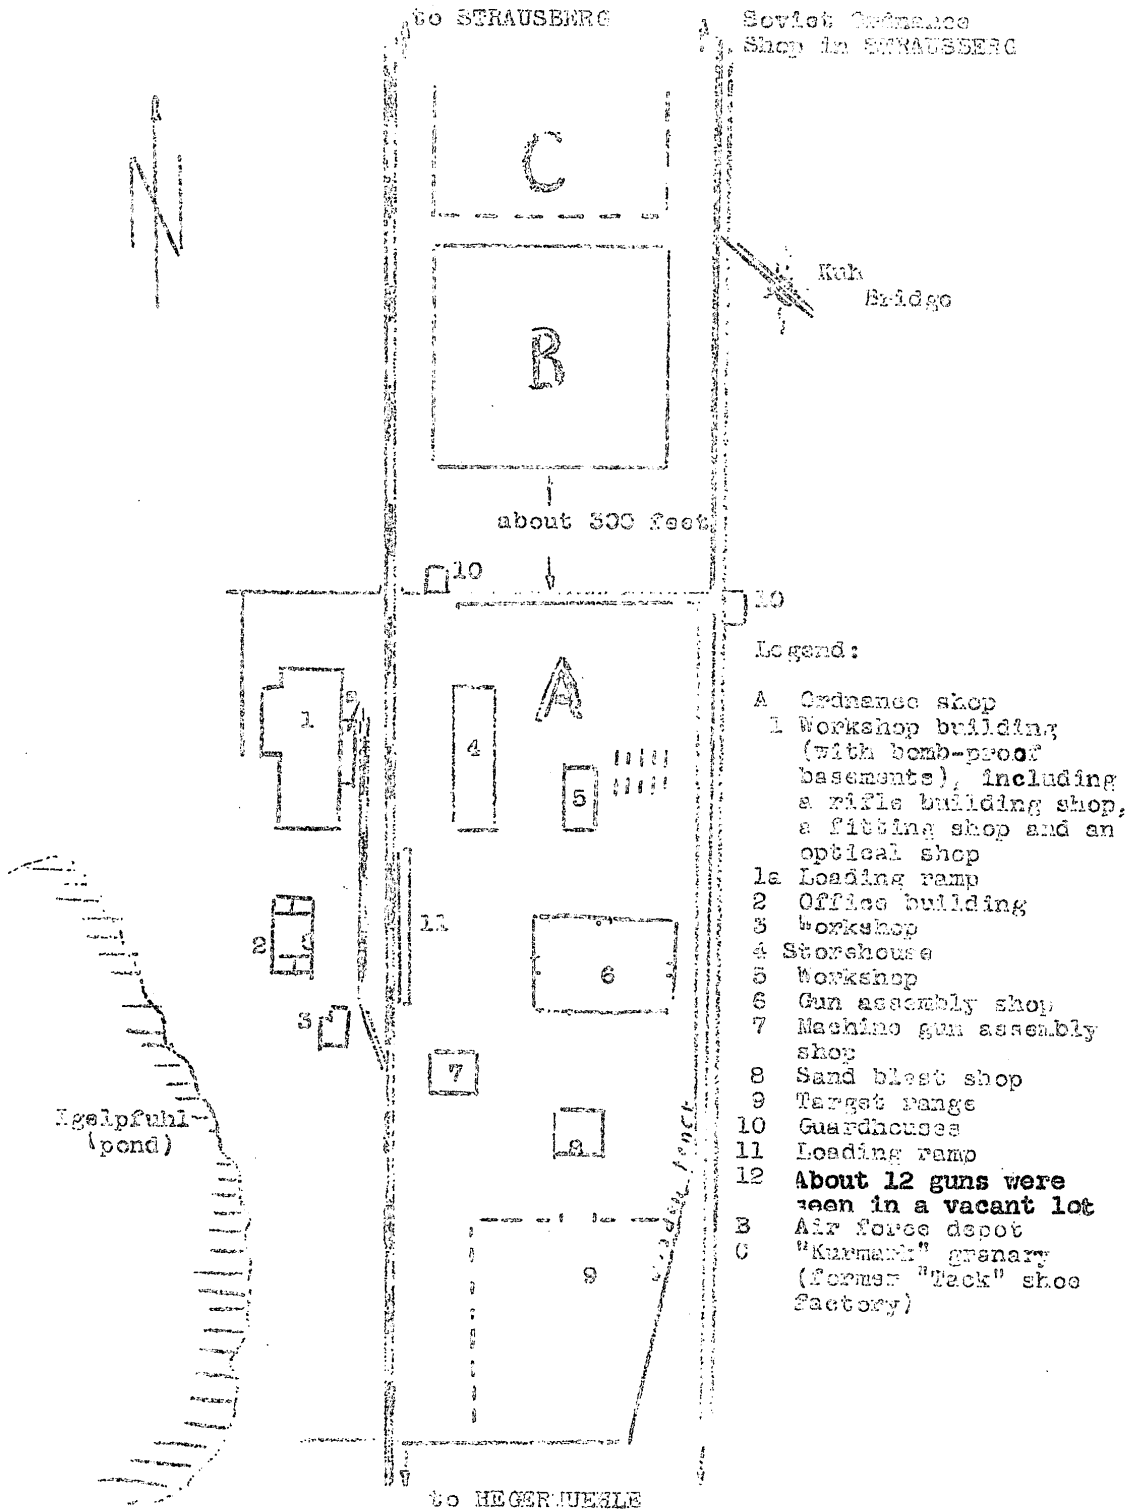 to STRAUSBERG
Soviet Ordnance
Shop in STRAUSBERG
N
C
Kuh
Bridge
B
about 300 feet
10
10
A
1
4
5
11
2
6
3
7
8
Igelpfuhl
(pond)
wooden fence
9
to HEGERMUEHLE
Legend:
A Ordnance shop
1 Workshop building
(with bomb-proof
basements), including
a rifle building shop,
a fitting shop and an
optical shop
1a Loading ramp
2 Office building
3 Workshop
4 Storehouse
5 Workshop
6 Gun assembly shop
7 Machine gun assembly
shop
8 Sand blast shop
9 Target range
10 Guardhouses
11 Loading ramp
12 About 12 guns were
seen in a vacant lot
B Air force depot
C "Kurmark" granary
(former "Tack" shoe
factory)